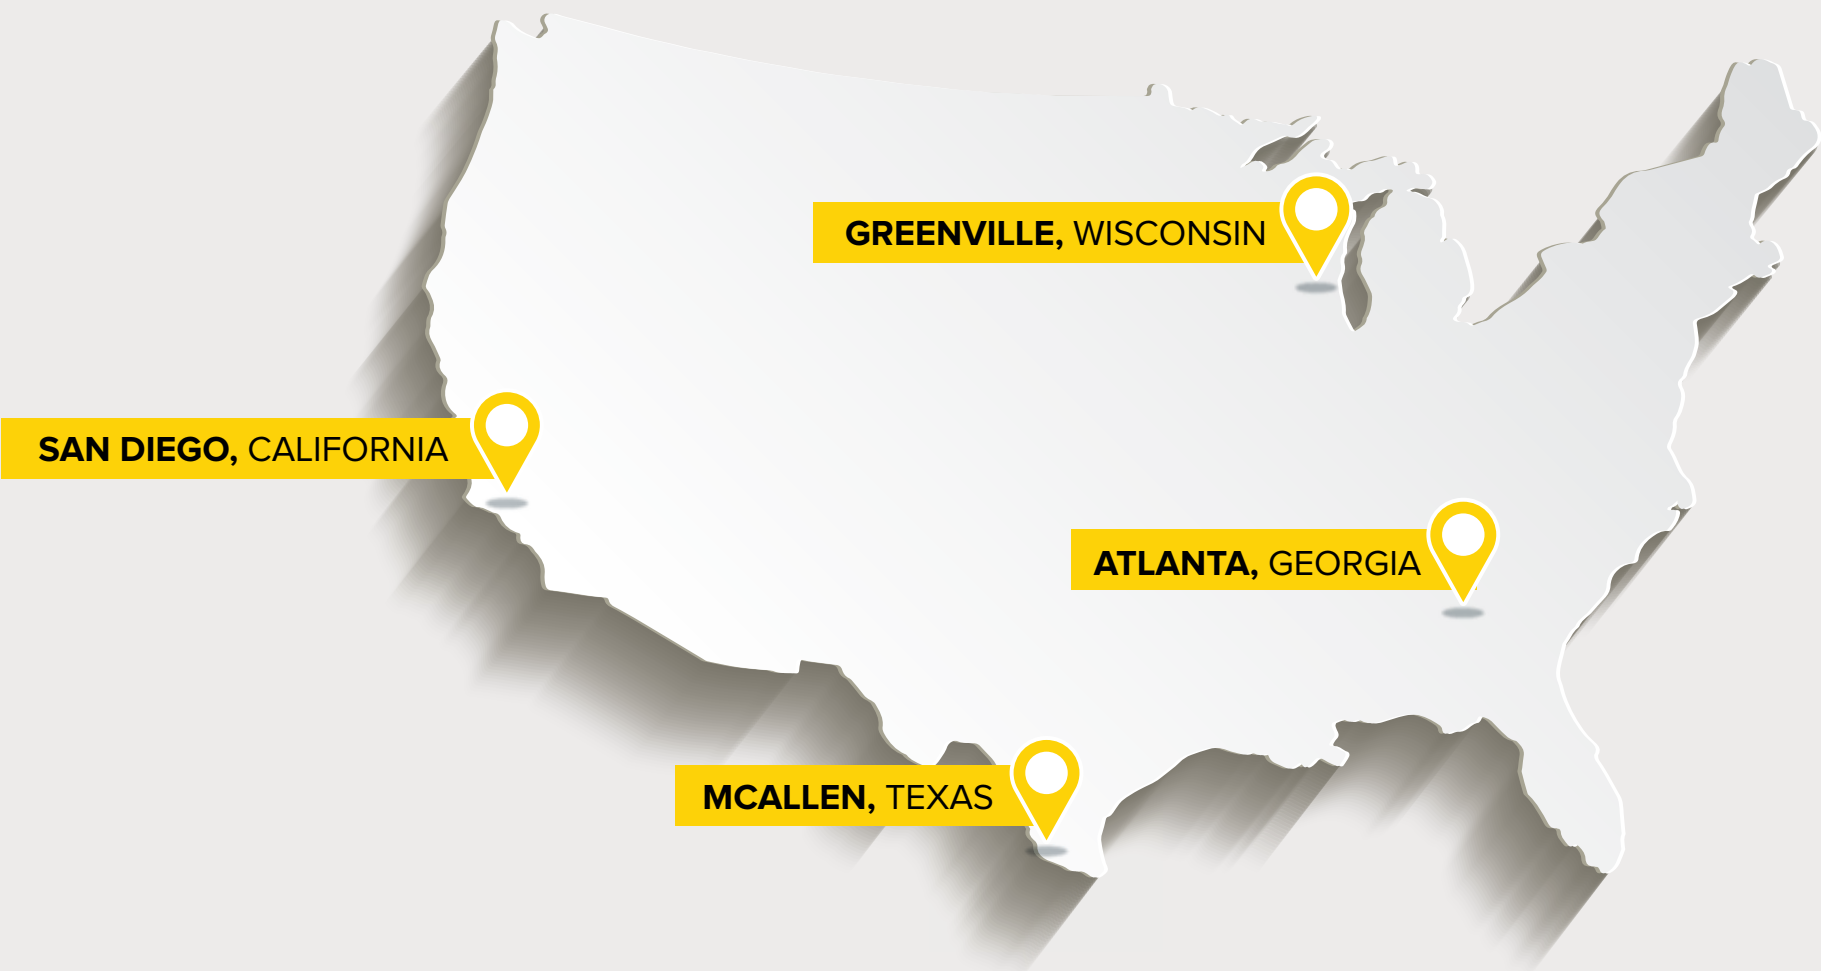 GREENVILLE, WISCONSIN
SAN DIEGO, CALIFORNIA
ATLANTA, GEORGIA
MCALLEN, TEXAS